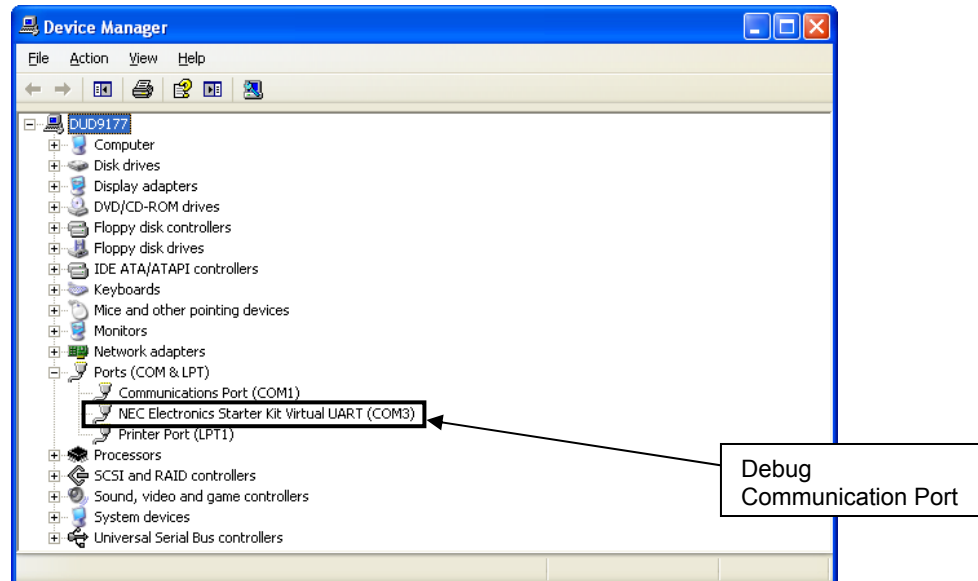 Device Manager
File Action View Help
DUD9177
Computer
Disk drives
Display adapters
DVD/CD-ROM drives
Floppy disk controllers
Floppy disk drives
IDE ATA/ATAPI controllers
Keyboards
Mice and other pointing devices
Monitors
Network adapters
Ports (COM & LPT)
Communications Port (COM1)
NEC Electronics Starter Kit Virtual UART (COM3)
Printer Port (LPT1)
Processors
SCSI and RAID controllers
Sound, video and game controllers
System devices
Universal Serial Bus controllers
Debug
Communication Port